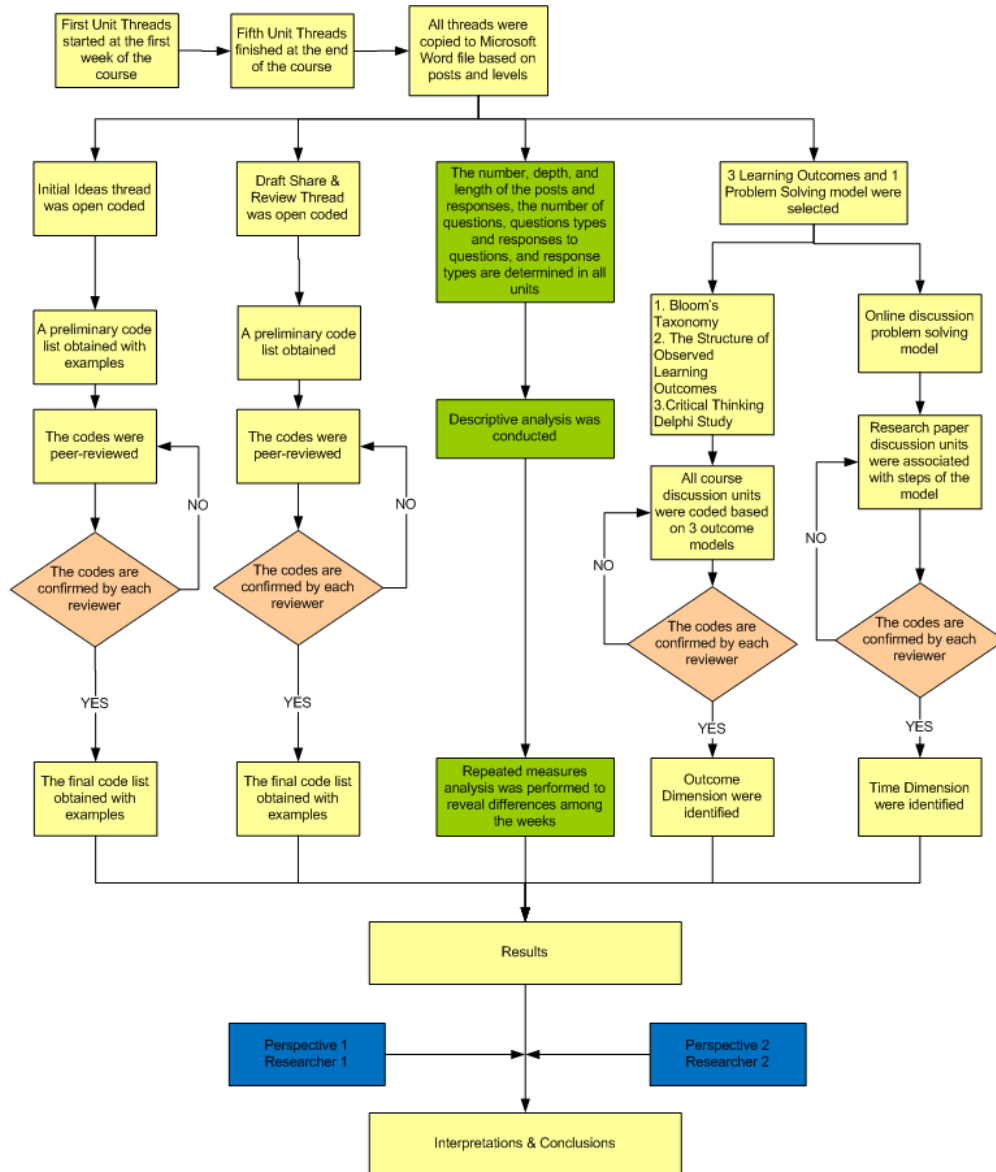 First Unit Threads
started at the first
week of the
course
Fifth Unit Threads
finished at the end
of the course
All threads were
copied to Microsoft
Word file based on
posts and levels
Initial Ideas thread
was open coded
Draft Share &
Review Thread
was open coded
The number, depth, and
length of the posts and
responses, the number of
questions, questions types
and responses to
questions, and response
types are determined in all
units
3 Learning Outcomes and 1
Problem Solving model were
selected
A preliminary code
list obtained with
examples
A preliminary code
list obtained
1. Bloom's
Taxonomy
2. The Structure of
Observed
Learning
Outcomes
3.Critical Thinking
Delphi Study
Online discussion
problem solving
model
The codes were
peer-reviewed
The codes were
peer-reviewed
Descriptive analysis was
conducted
Research paper
discussion units
were associated
with steps of the
model
All course
discussion units
were coded based
on 3 outcome
models
NO
NO
NO
NO
The codes are
confirmed by each
reviewer
The codes are
confirmed by each
reviewer
The codes are
confirmed by each
reviewer
The codes are
confirmed by each
reviewer
YES
YES
YES
YES
The final code list
obtained with
examples
The final code list
obtained with
examples
Repeated measures
analysis was performed to
reveal differences among
the weeks
Outcome
Dimension were
identified
Time Dimension
were identified
Results
Perspective 1
Researcher 1
Perspective 2
Researcher 2
Interpretations & Conclusions